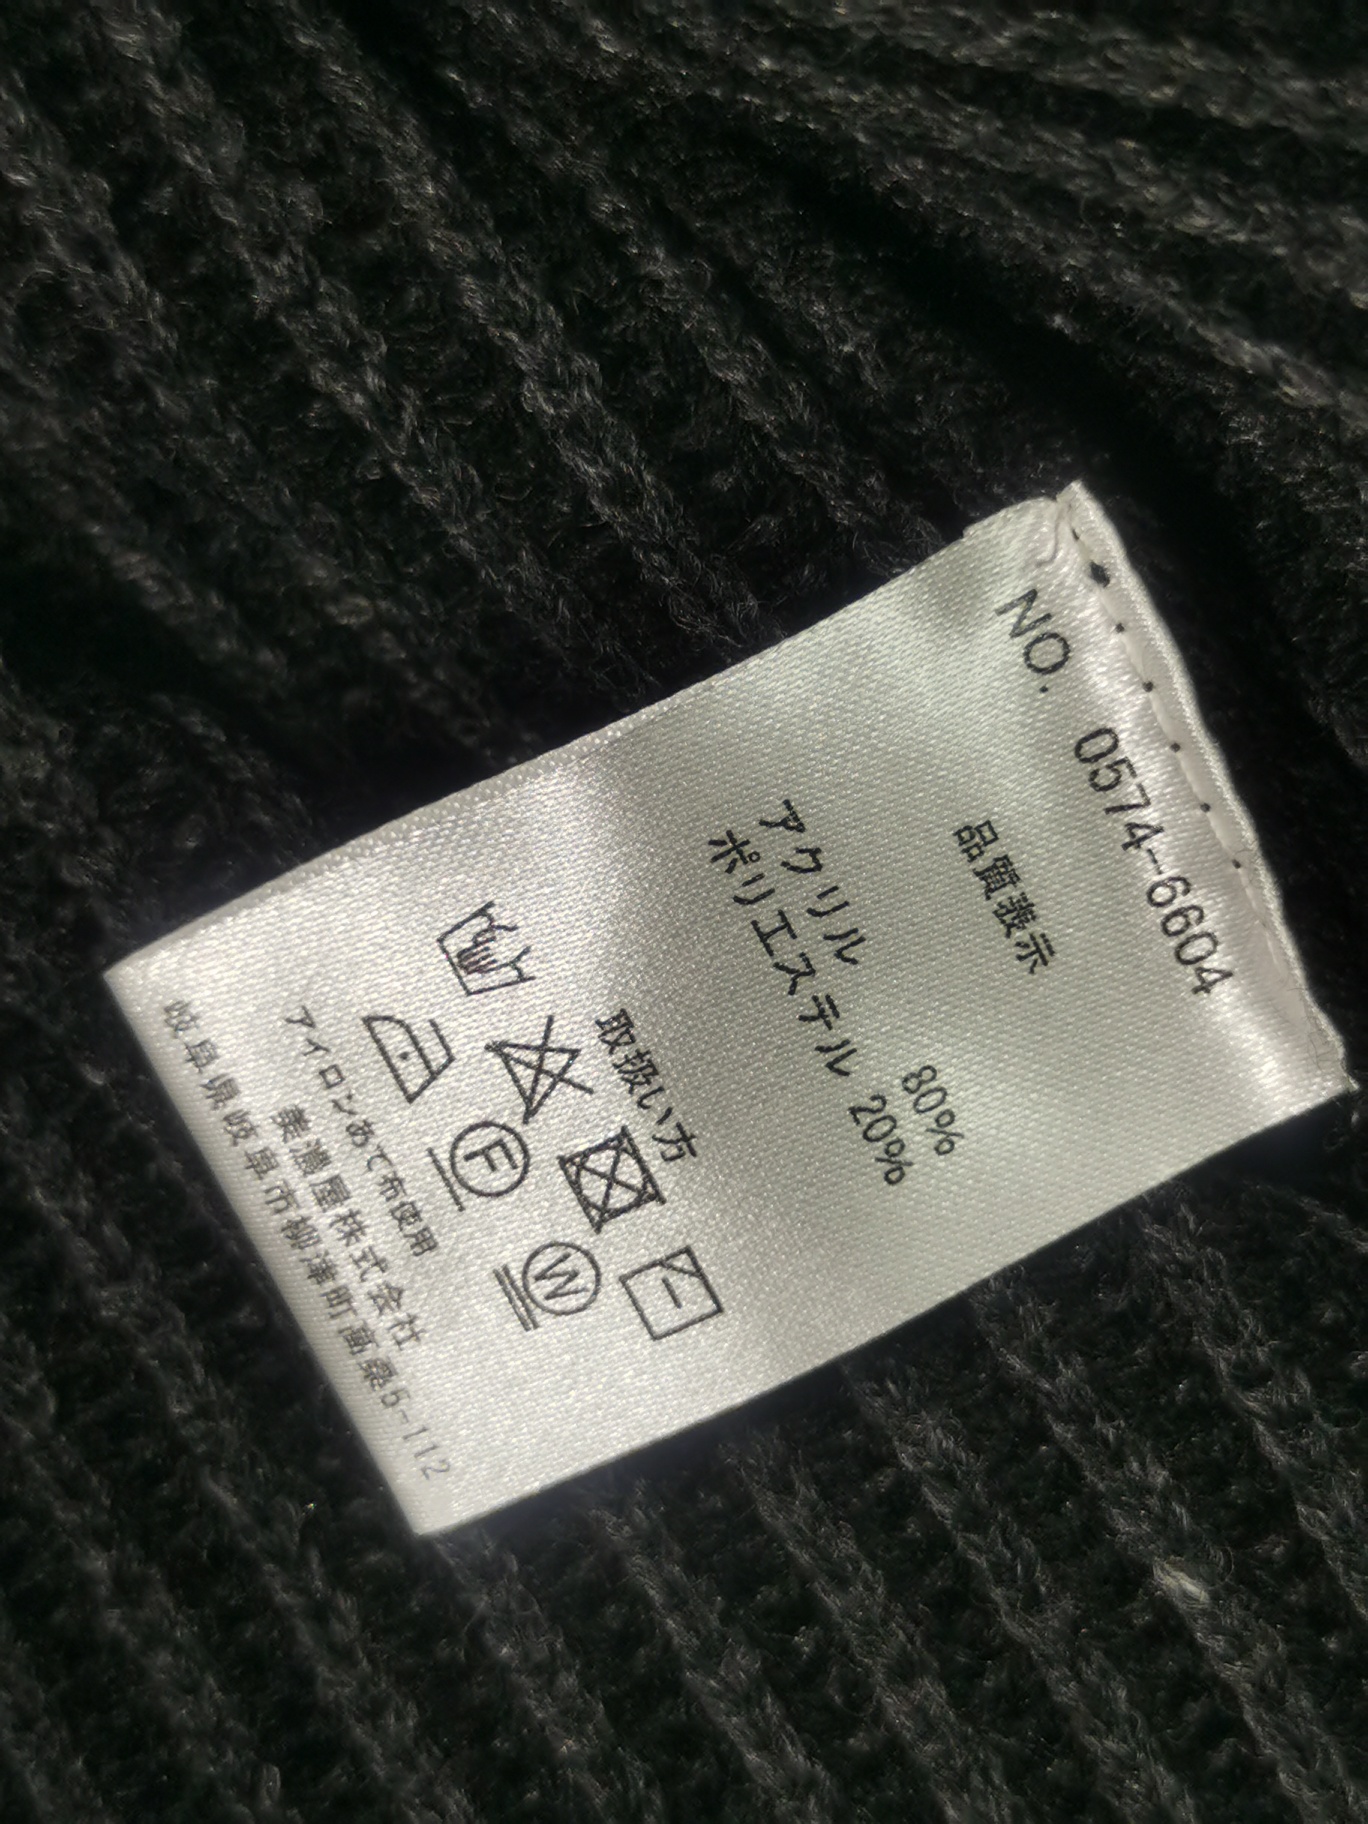 NO. 0574-6604
品質表示
アクリル 80%
ポリエステル 20%
取扱い方
F W
アイロンあて布使用
美濃屋株式会社
岐阜県岐阜市柳津町高桑5-112